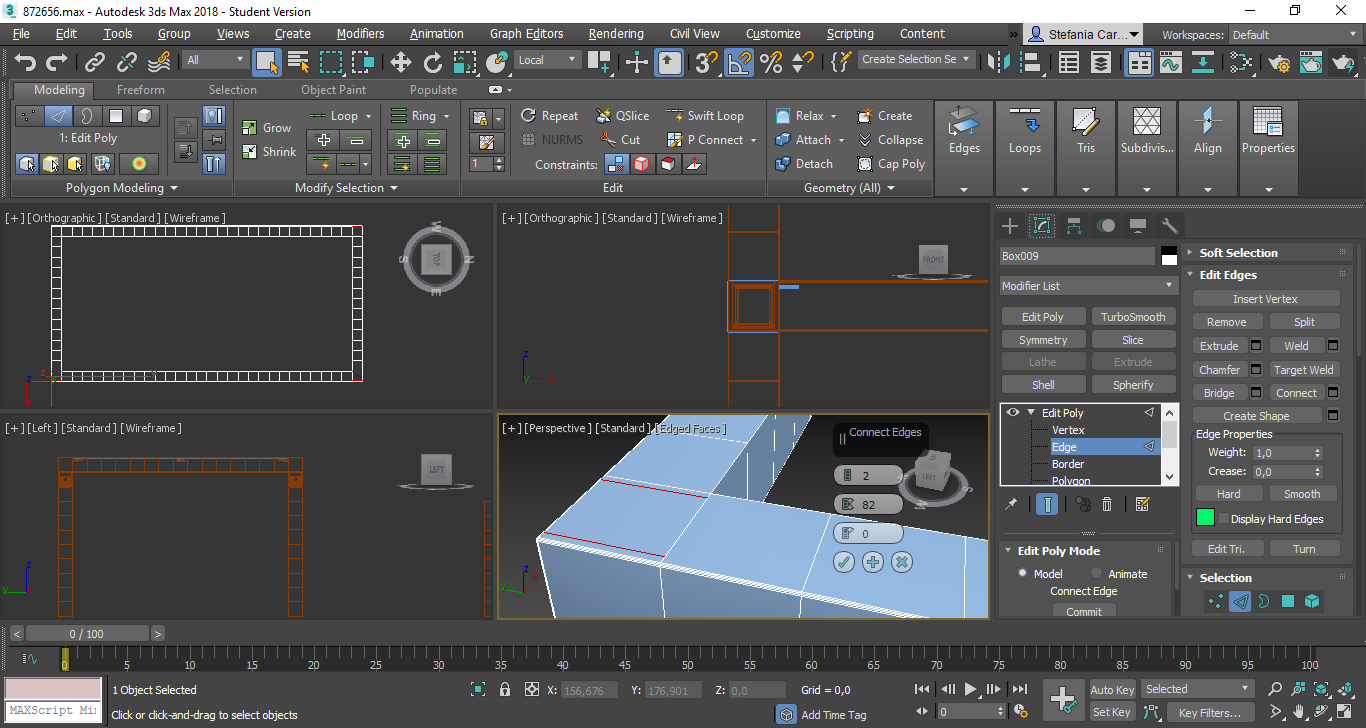 872656.max - Autodesk 3ds Max 2018 - Student Version
File Edit Tools Group Views Create Modifiers Animation Graph Editors Rendering Civil View Customize Scripting Content » Stefania Car... Workspaces: Default
All Local Create Selection Se
Modeling Freeform Selection Object Paint Populate
1: Edit Poly
Polygon Modeling
Grow
Shrink
Loop Ring
Modify Selection
1
Repeat QSlice Swift Loop
NURMS Cut P Connect
Constraints:
Edit
Relax Create
Attach Collapse
Detach Cap Poly
Geometry (All)
Edges Loops Tris Subdivis... Align Properties
[+] [Orthographic] [Standard] [Wireframe]
TOP
W
S
N
E
[+] [Orthographic] [Standard] [Wireframe]
FRONT
[+] [Left] [Standard] [Wireframe]
LEFT
[+] [Perspective] [Standard] [Edged Faces]
Connect Edges
2
82
0
LEFT
Box009
Modifier List
Edit Poly TurboSmooth
Symmetry Slice
Lathe Extrude
Shell Spherify
Edit Poly
Vertex
Edge
Border
Polygon
Edit Poly Mode
Model Animate
Connect Edge
Commit
Soft Selection
Edit Edges
Insert Vertex
Remove Split
Extrude Weld
Chamfer Target Weld
Bridge Connect
Create Shape
Edge Properties
Weight: 1,0
Crease: 0,0
Hard Smooth
Display Hard Edges
Edit Tri. Turn
Selection
< 0 / 100 >
0 5 10 15 20 25 30 35 40 45 50 55 60 65 70 75 80 85 90 95 100
MAXScript Mi
1 Object Selected
Click or click-and-drag to select objects
X: 156,676 Y: 176,901 Z: 0,0 Grid = 0,0
Add Time Tag
0
Auto Key Selected
Set Key Key Filters...